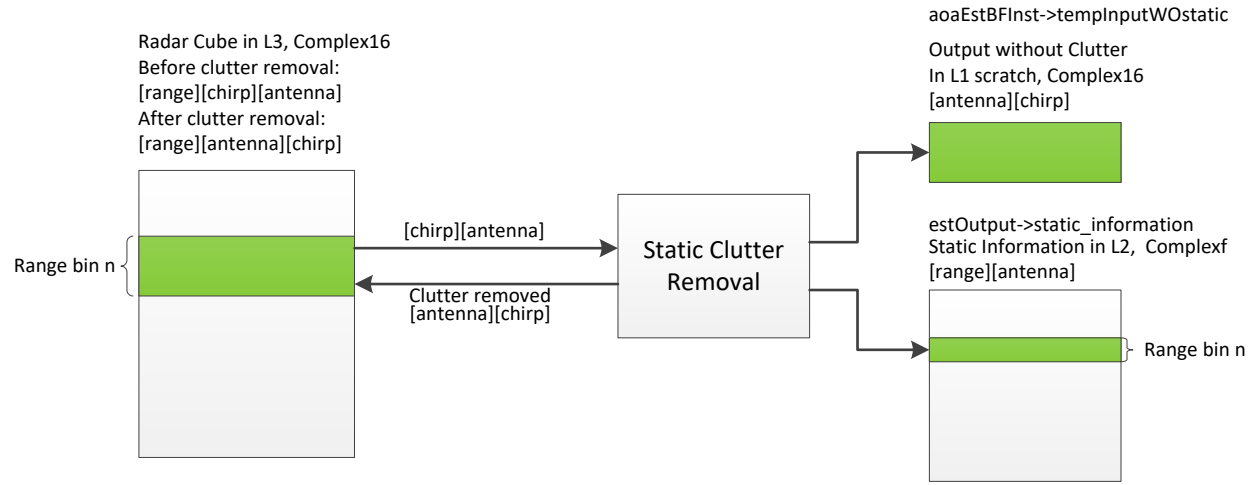 Radar Cube in L3, Complex16
Before clutter removal:
[range][chirp][antenna]
After clutter removal:
[range][antenna][chirp]
Range bin n
[chirp][antenna]
Clutter removed
[antenna][chirp]
Static Clutter
Removal
aoaEstBFInst->tempInputWOstatic
Output without Clutter
In L1 scratch, Complex16
[antenna][chirp]
estOutput->static_information
Static Information in L2,  Complexf
[range][antenna]
Range bin n